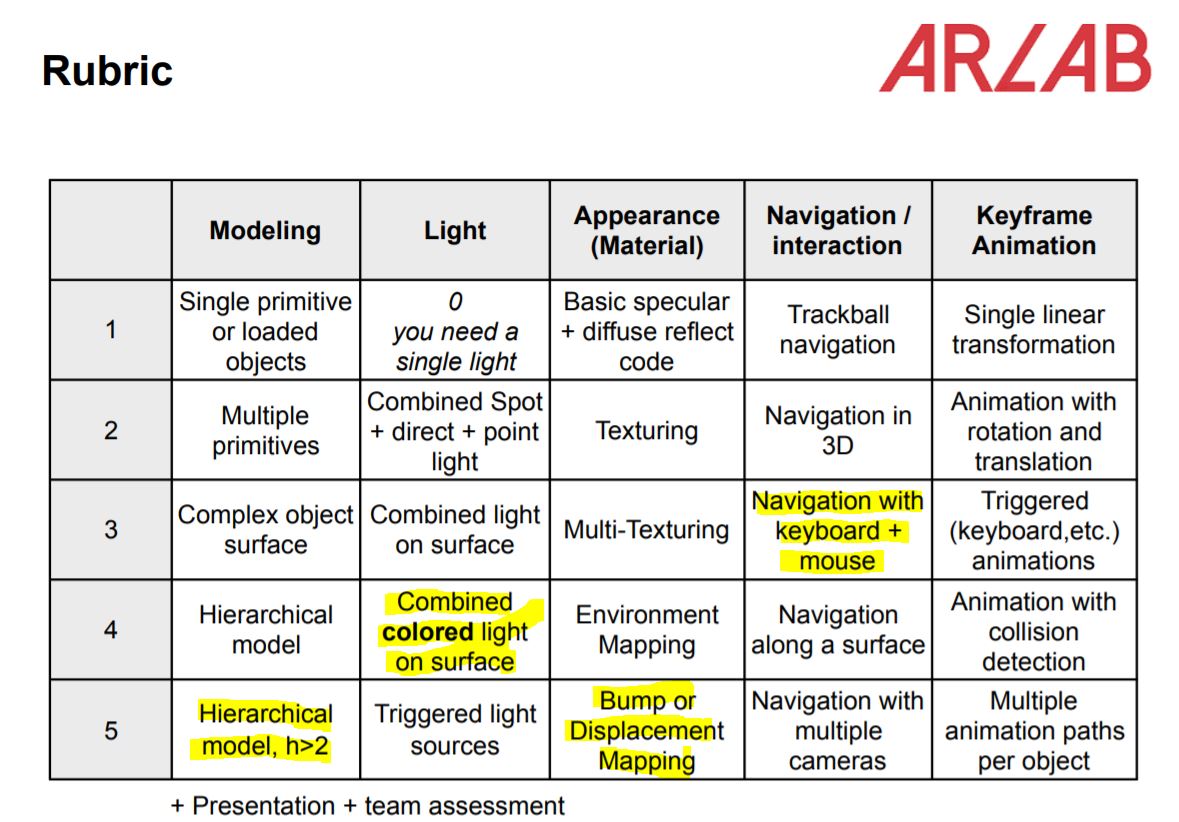 Rubric
ARLAB
Modeling
Light
Appearance
(Material)
Navigation /
interaction
Keyframe
Animation
1
Single primitive
or loaded
objects
0
you need a
single light
Basic specular
+ diffuse reflect
code
Trackball
navigation
Single linear
transformation
2
Multiple
primitives
Combined Spot
+ direct + point
light
Texturing
Navigation in
3D
Animation with
rotation and
translation
3
Complex object
surface
Combined light
on surface
Multi-Texturing
Navigation with
keyboard +
mouse
Triggered
(keyboard,etc.)
animations
4
Hierarchical
model
Combined
colored light
on surface
Environment
Mapping
Navigation
along a surface
Animation with
collision
detection
5
Hierarchical
model, h>2
Triggered light
sources
Bump or
Displacement
Mapping
Navigation with
multiple
cameras
Multiple
animation paths
per object
+ Presentation + team assessment